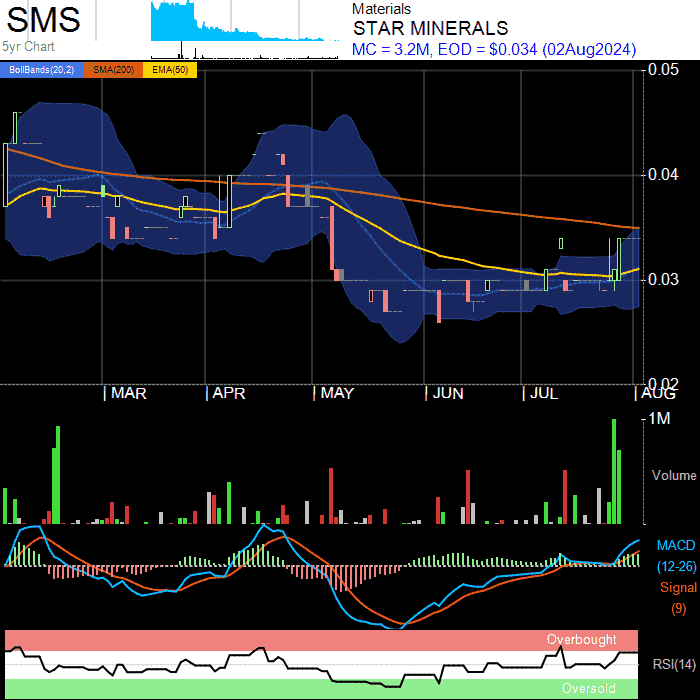 SMS
5yr Chart
Materials
STAR MINERALS
MC = 3.2M, EOD = $0.034 (02Aug2024)
BollBands(20,2) SMA(200) EMA(50)
0.05
0.04
0.03
0.02
MAR APR MAY JUN JUL AUG
1M
Volume
MACD
(12-26)
Signal
(9)
Overbought
RSI(14)
Oversold